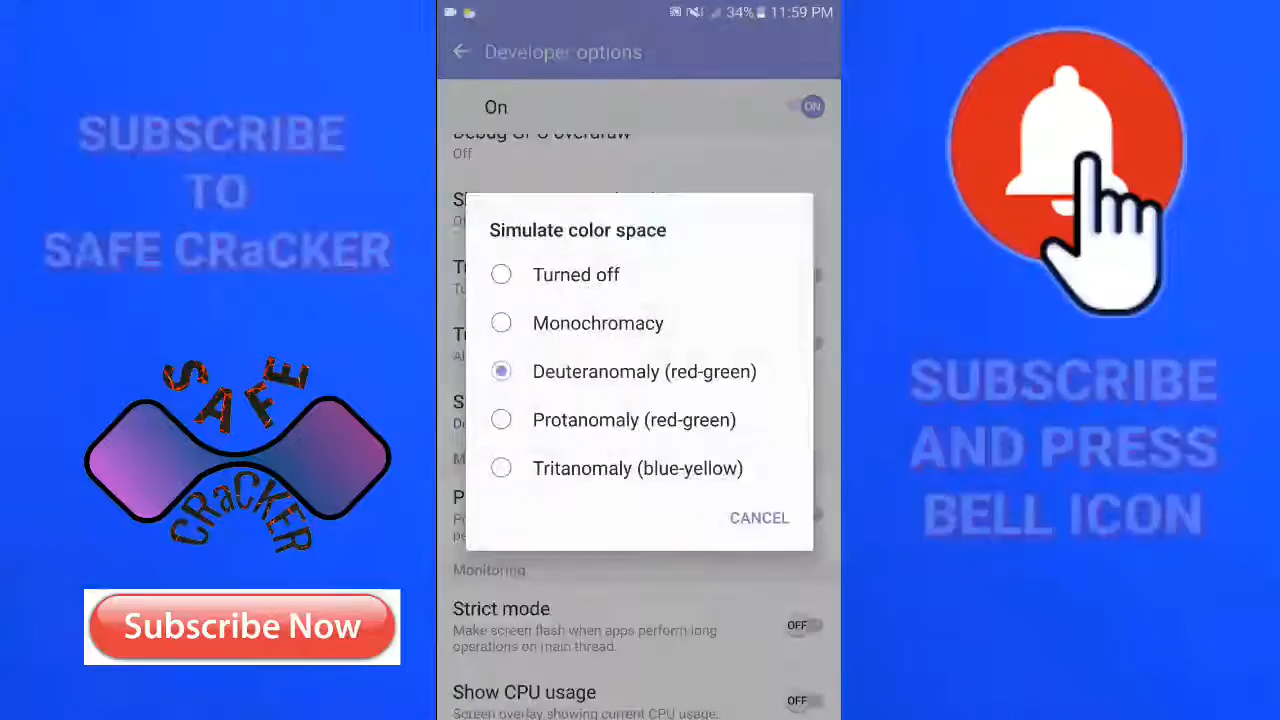 SUBSCRIBE
TO
SAFE CRaCKER
SAFE
CRaCKER
Subscribe Now
34% 11:59 PM
Developer options
On
ON
Debug GPU overdraw
Off
Simulate color space
Turned off
Monochromacy
Deuteranomaly (red-green)
Protanomaly (red-green)
Tritanomaly (blue-yellow)
CANCEL
Monitoring
Strict mode
OFF
Make screen flash when apps perform long
operations on main thread.
Show CPU usage
OFF
Screen overlay showing current CPU usage.
SUBSCRIBE
AND PRESS
BELL ICON